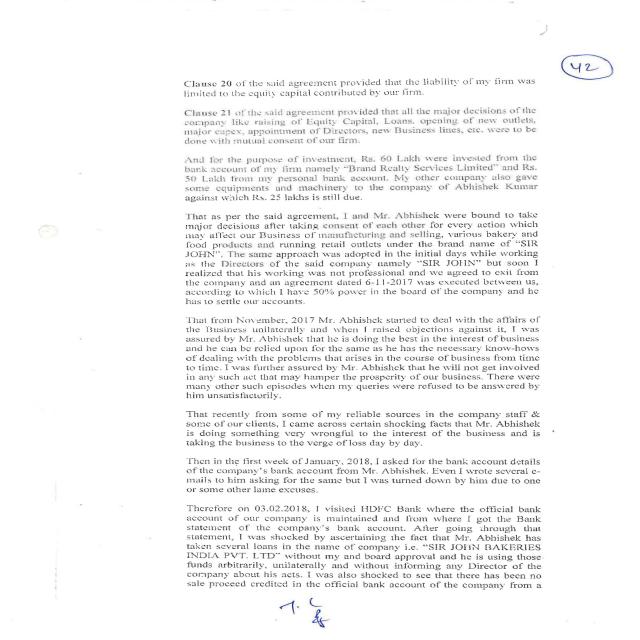 42
Clause 20 of the said agreement provided that the liability of my firm was
limited to the equity capital contributed by our firm.
Clause 21 of the said agreement provided that all the major decisions of the
company like raising of Equity Capital, Loans, opening of new outlets,
major capex, appointment of Directors, new Business lines, etc. were to be
done with mutual consent of our firm.
And for the purpose of investment, Rs. 60 Lakh were invested from the
bank account of my firm namely "Brand Realty Services Limited" and Rs.
50 Lakh from my personal bank account. My other company also gave
some equipments and machinery to the company of Abhishek Kumar
against which Rs. 25 lakhs is still due.
That as per the said agreement, I and Mr. Abhishek were bound to take
major decisions after taking consent of each other for every action which
may affect our Business of manufacturing and selling, various bakery and
food products and running retail outlets under the brand name of "SIR
JOHN". The same approach was adopted in the initial days while working
as the Directors of the said company namely "SIR JOHN" but soon I
realized that his working was not professional and we agreed to exit from
the company and an agreement dated 6-11-2017 was executed between us,
according to which I have 50% power in the board of the company and he
has to settle our accounts.
That from November, 2017 Mr. Abhishek started to deal with the affairs of
the Business unilaterally and when I raised objections against it, I was
assured by Mr. Abhishek that he is doing the best in the interest of business
and he can be relied upon for the same as he has the necessary know-hows
of dealing with the problems that arises in the course of business from time
to time. I was further assured by Mr. Abhishek that he will not get involved
in any such act that may hamper the prosperity of our business. There were
many other such episodes when my queries were refused to be answered by
him unsatisfactorily.
That recently from some of my reliable sources in the company staff &
some of our clients, I came across certain shocking facts that Mr. Abhishek
is doing something very wrongful to the interest of the business and is
taking the business to the verge of loss day by day.
Then in the first week of January, 2018, I asked for the bank account details
of the company's bank account from Mr. Abhishek. Even I wrote several e-
mails to him asking for the same but I was turned down by him due to one
or some other lame excuses.
Therefore on 03.02.2018, I visited HDFC Bank where the official bank
account of our company is maintained and from where I got the Bank
statement of the company's bank account. After going through that
statement, I was shocked by ascertaining the fact that Mr. Abhishek has
taken several loans in the name of company i.e. "SIR JOHN BAKERIES
INDIA PVT. LTD" without my and board approval and he is using those
funds arbitrarily, unilaterally and without informing any Director of the
company about his acts. I was also shocked to see that there has been no
sale proceed credited in the official bank account of the company from a